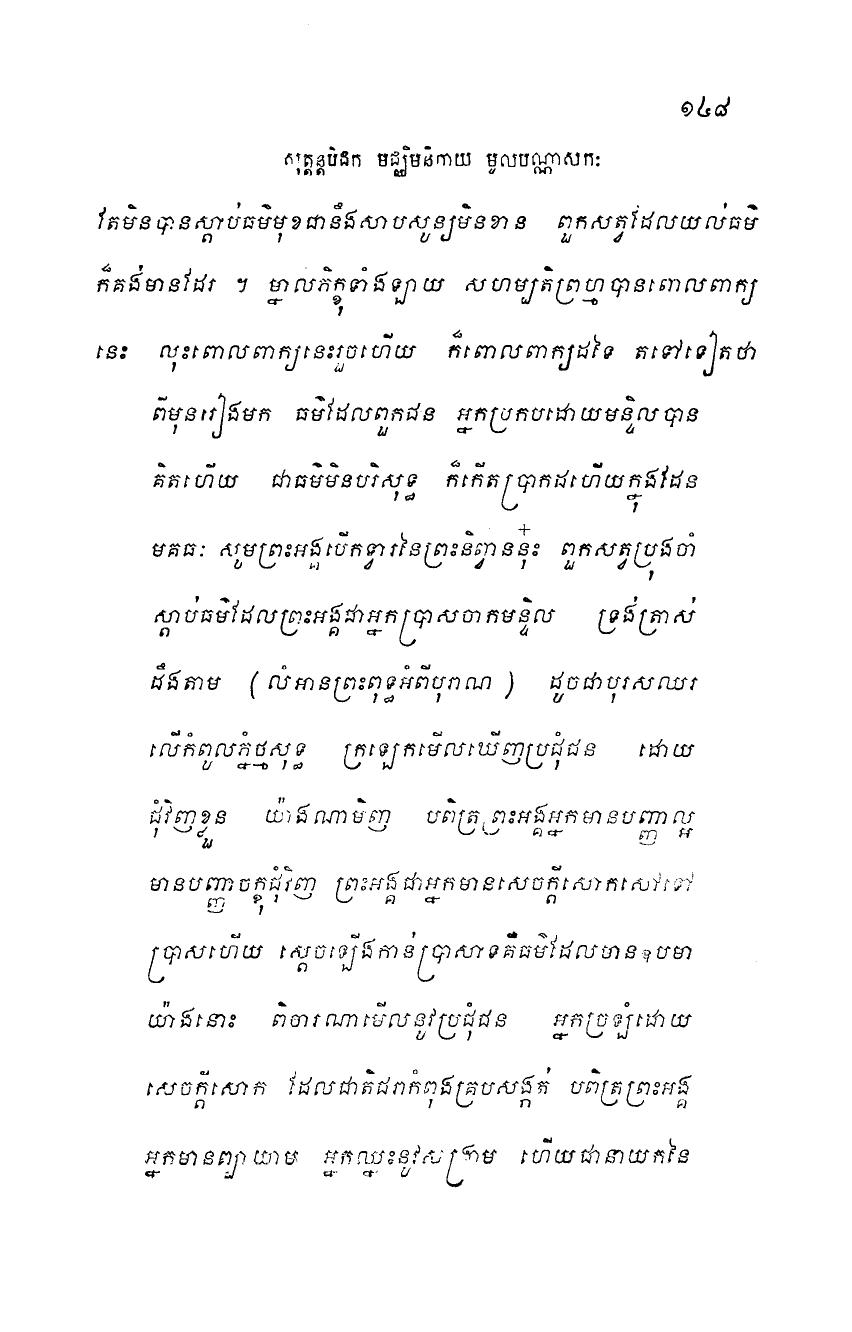 ១៤៨
សុត្តន្តបិដក មជ្ឈិមនិកាយ មូលបណ្ណាសកៈ
តែមិនបានស្តាប់ធម៌មុខជានឹងសាបសូន្យមិនខាន ពួកសត្វដែលយល់ធម៌
ក៏គង់មានដែរ ។ ម្នាលភិក្ខុទាំងឡាយ សហម្បតិព្រហ្មបានពោលពាក្យ
នេះ លុះពោលពាក្យនេះរួចហើយ ក៏ពោលពាក្យដទៃ តទៅទៀតថា
ពីមុនរៀងមក ធម៌ដែលពួកជន អ្នកប្រកបដោយមន្ទិលបាន
គិតហើយ ជាធម៌មិនបរិសុទ្ធ ក៏កើតប្រាកដហើយក្នុងដែន
មគធៈ សូមព្រះអង្គបើកទ្វារនៃព្រះនិព្វាននុ៎ះ ពួកសត្វប្រុងចាំ
ស្តាប់ធម៌ដែលព្រះអង្គជាអ្នកប្រាសចាកមន្ទិល ទ្រង់ត្រាស់
ដឹងតាម (លំអានព្រះពុទ្ធអំពីបុរាណ) ដូចជាបុរសឈរ
លើកំពូលភ្នំថ្មសុទ្ធ ក្រឡេកមើលឃើញប្រជុំជន ដោយ
ជុំវិញខ្លួន យ៉ាងណាមិញ បពិត្រព្រះអង្គអ្នកមានបញ្ញាល្អ
មានបញ្ញាចក្ខុជុំវិញ ព្រះអង្គជាអ្នកមានសេចក្តីសោកសៅទៅ
ប្រាសហើយ ស្តេចឡើងកាន់ប្រាសាទគឺធម៌ដែលមានឧបមា
យ៉ាងនោះ ពិចារណាមើលនូវប្រជុំជន អ្នកច្រឡំដោយ
សេចក្តីសោក ដែលជាតិជរាកំពុងគ្របសង្កត់ បពិត្រព្រះអង្គ
អ្នកមានព្យាយាម អ្នកឈ្នះនូវសង្គ្រាម ហើយជានាយកនៃ